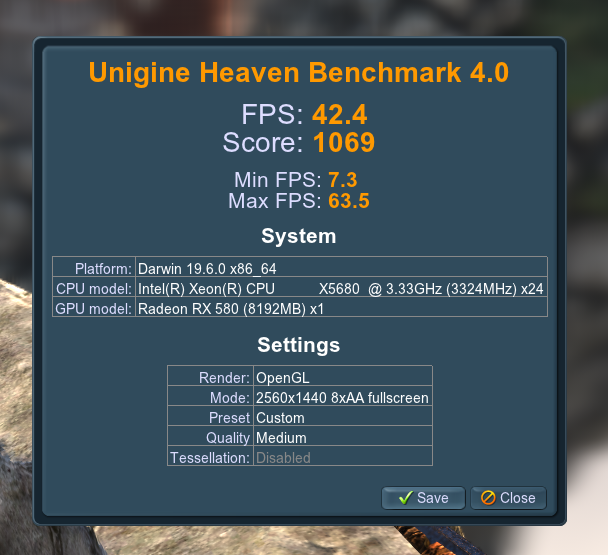 Unigine Heaven Benchmark 4.0
FPS: 42.4
Score: 1069
Min FPS: 7.3
Max FPS: 63.5
System
Platform: Darwin 19.6.0 x86_64
CPU model: Intel(R) Xeon(R) CPU X5680 @ 3.33GHz (3324MHz) x24
GPU model: Radeon RX 580 (8192MB) x1
Settings
Render: OpenGL
Mode: 2560x1440 8xAA fullscreen
Preset Custom
Quality Medium
Tessellation: Disabled
Save Close